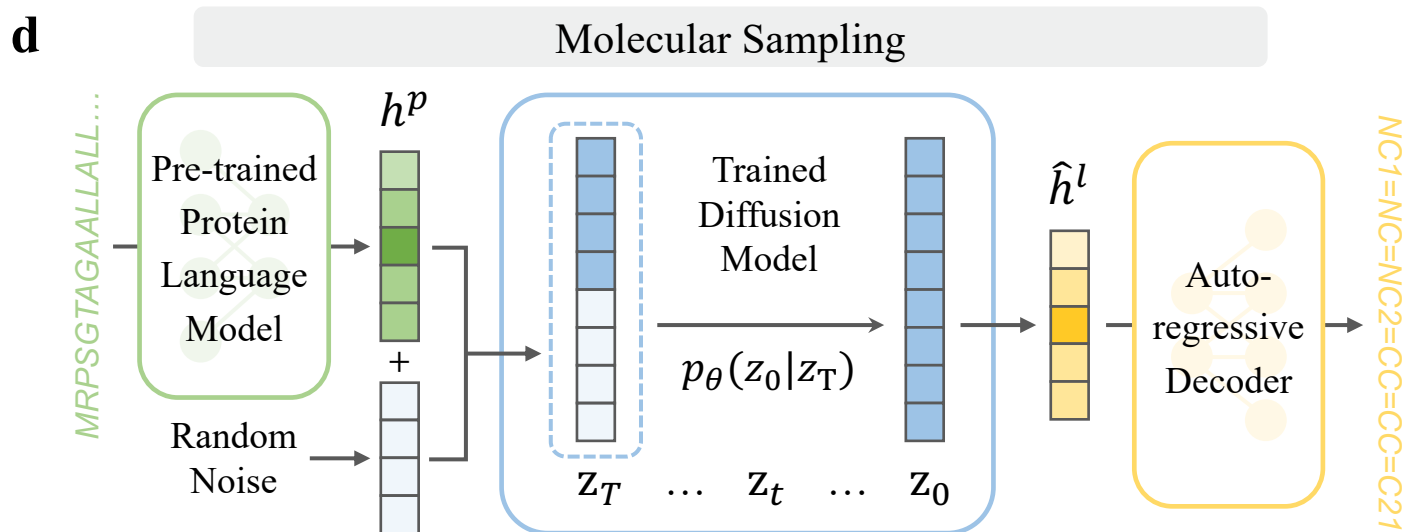 d
Molecular Sampling
MRPSGTAGAALLALL...
Pre-trained
Protein
Language
Model
h^p
+
Random
Noise
Trained
Diffusion
Model
p_θ(z_0|z_T)
z_T ... z_t ... z_0
ĥ^l
Auto-
regressive
Decoder
NC1=NC=NC2=CC=CC=C21